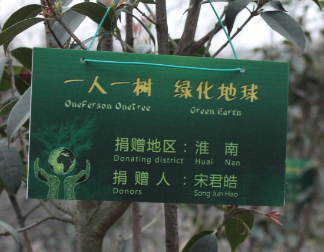 一人一树 绿化地球
OnePerson OneTree Green Earth
捐赠地区：淮 南
Donating district Huai Nan
捐 赠 人：宋君皓
Donors Song Jun Hao